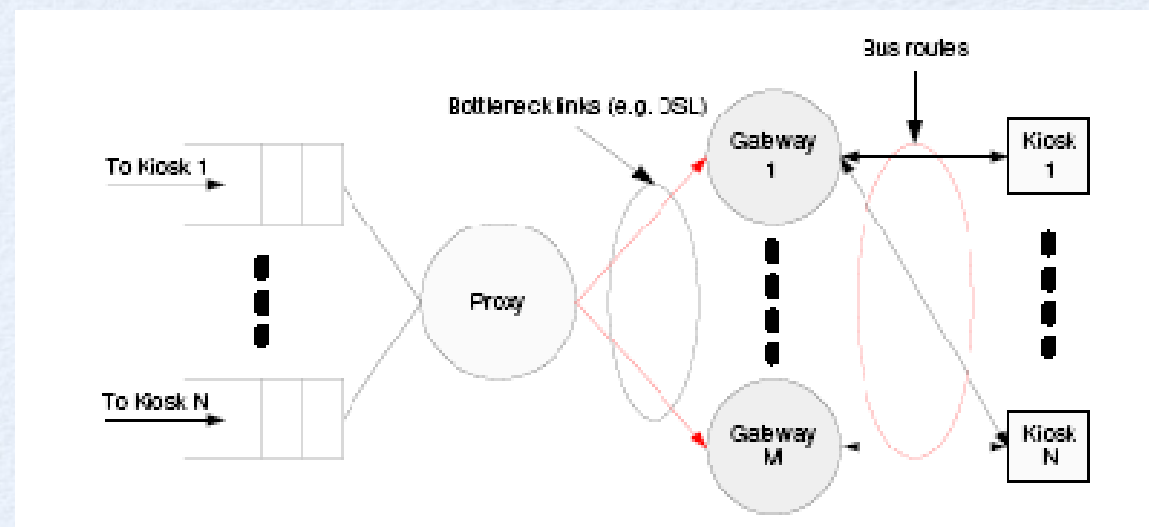 Bus routes
Bottleneck links (e.g. DSL)
To Kiosk 1
Gateway
1
Kiosk
1
Proxy
To Kiosk N
Gateway
M
Kiosk
N